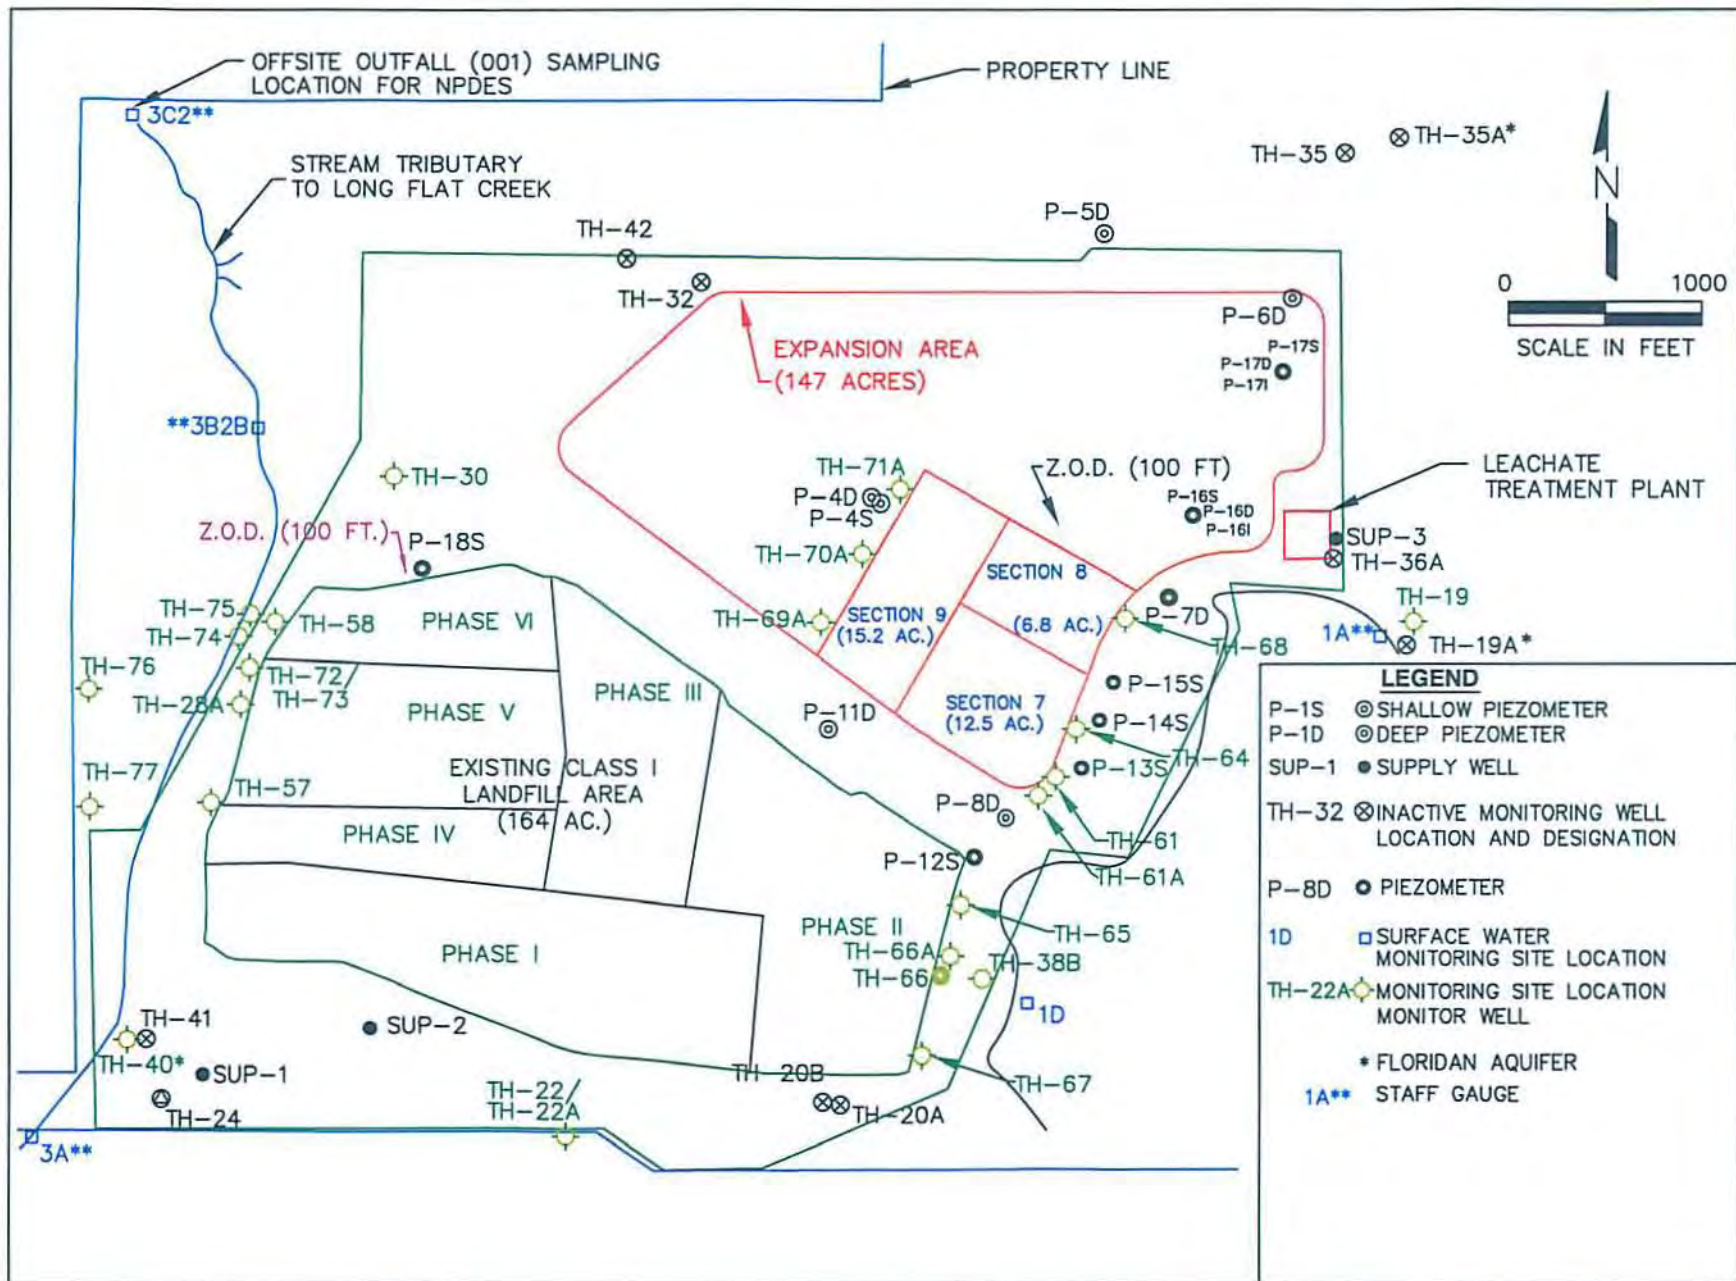 OFFSITE OUTFALL (001) SAMPLING
LOCATION FOR NPDES
PROPERTY LINE
3C2**
STREAM TRIBUTARY
TO LONG FLAT CREEK
TH-35
TH-35A*
N
P-5D
TH-42
TH-32
P-6D
0 1000
SCALE IN FEET
EXPANSION AREA
(147 ACRES)
P-17S
P-17D
P-17I
**3B2B
TH-30
TH-71A
P-4D
P-4S
Z.O.D. (100 FT)
P-16S
P-16D
P-16I
LEACHATE
TREATMENT PLANT
SUP-3
TH-36A
Z.O.D. (100 FT.)
P-18S
TH-70A
SECTION 8
(6.8 AC.)
P-7D
TH-19
1A**
TH-19A*
TH-75
TH-74
TH-58
PHASE VI
TH-69A
SECTION 9
(15.2 AC.)
TH-68
TH-76
TH-72
TH-73
TH-28A
PHASE V
PHASE III
P-15S
SECTION 7
(12.5 AC.)
P-14S
P-11D
TH-64
P-13S
TH-77
TH-57
EXISTING CLASS I
LANDFILL AREA
(164 AC.)
PHASE IV
P-8D
TH-61
P-12S
TH-61A
PHASE II
TH-65
PHASE I
TH-66A
TH-66
TH-38B
1D
TH-41
SUP-2
TH-40*
SUP-1
TH-24
TH-22/
TH-22A
TH-20B
TH-20A
TH-67
3A**
LEGEND
P-1S SHALLOW PIEZOMETER
P-1D DEEP PIEZOMETER
SUP-1 SUPPLY WELL
TH-32 INACTIVE MONITORING WELL
LOCATION AND DESIGNATION
P-8D PIEZOMETER
1D SURFACE WATER
MONITORING SITE LOCATION
TH-22A MONITORING SITE LOCATION
MONITOR WELL
* FLORIDAN AQUIFER
1A** STAFF GAUGE